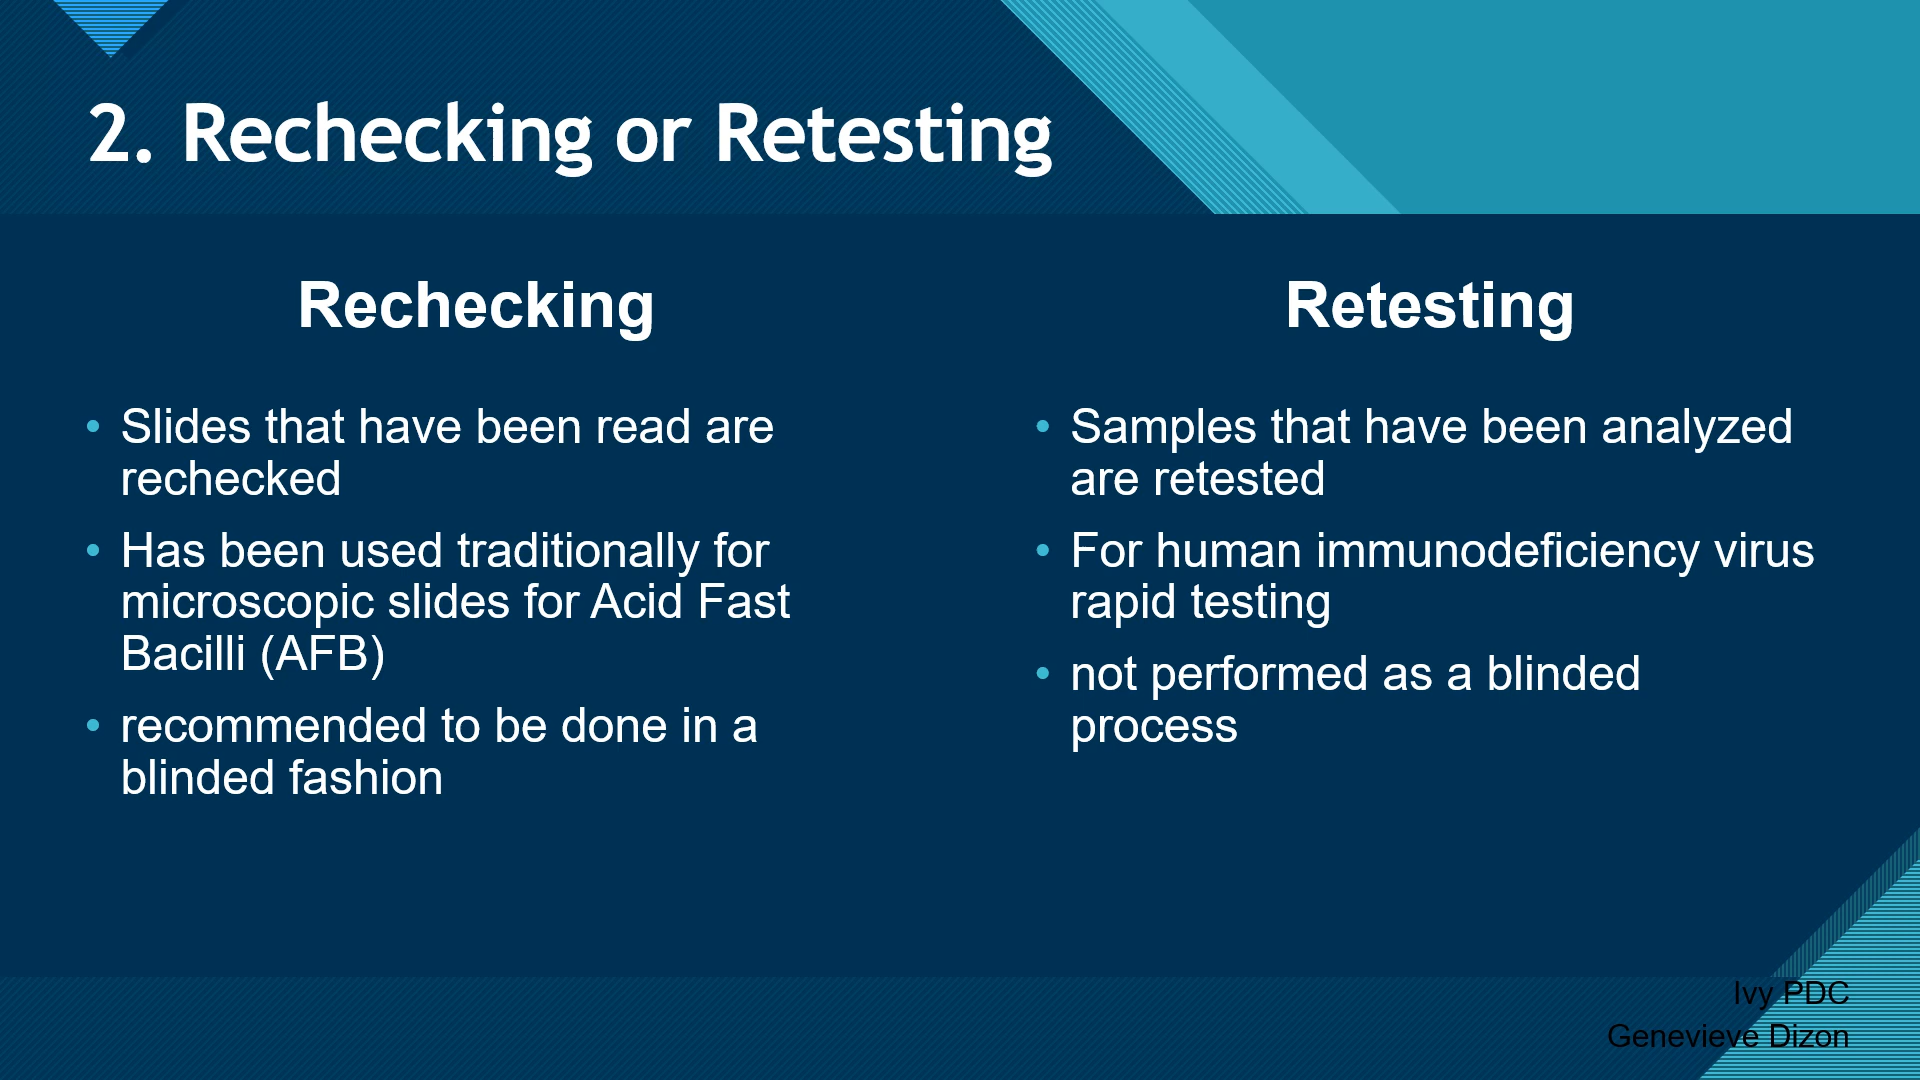 2. Rechecking or Retesting
Rechecking
• Slides that have been read are
rechecked
• Has been used traditionally for
microscopic slides for Acid Fast
Bacilli (AFB)
• recommended to be done in a
blinded fashion
Retesting
• Samples that have been analyzed
are retested
• For human immunodeficiency virus
rapid testing
• not performed as a blinded
process
Ivy PDC
Genevieve Dizon